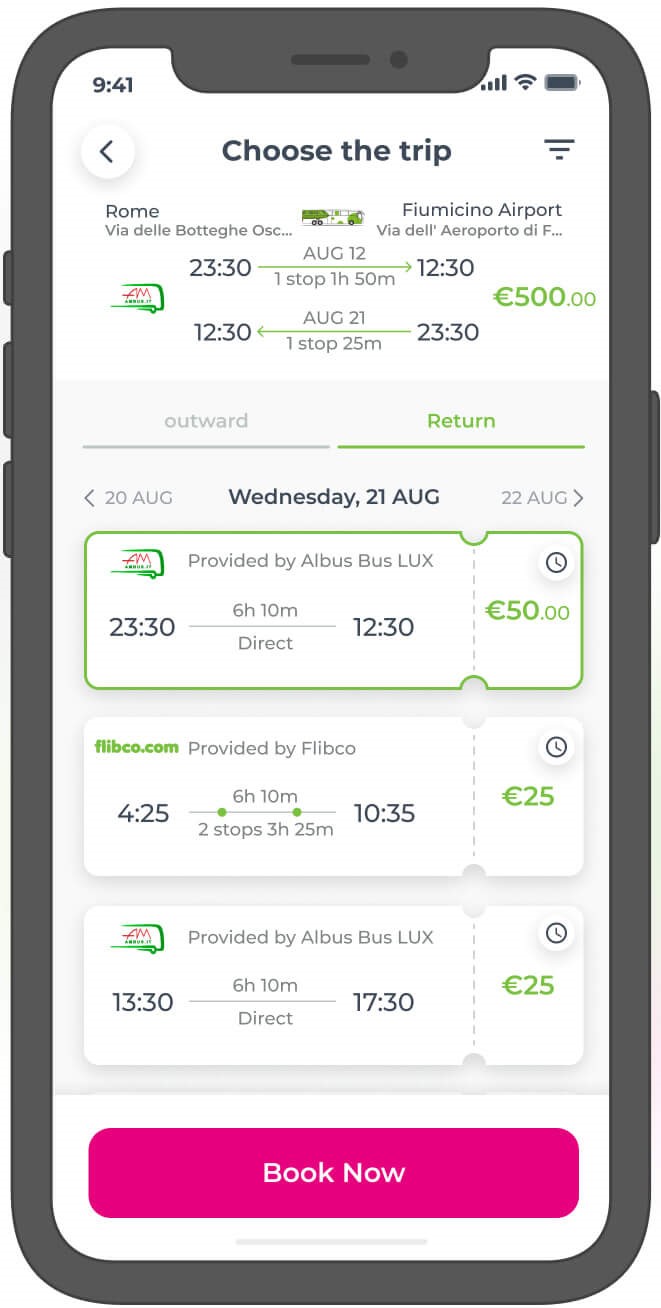 9:41
Choose the trip
Rome
Via delle Botteghe Osc...
Fiumicino Airport
Via dell' Aeroporto di F...
AUG 12
23:30 12:30
1 stop 1h 50m
AM
AMBUS.IT
€500.00
AUG 21
12:30 23:30
1 stop 25m
outward Return
20 AUG Wednesday, 21 AUG 22 AUG
AM
AMBUS.IT
Provided by Albus Bus LUX
6h 10m
23:30 12:30
Direct
€50.00
flibco.com Provided by Flibco
6h 10m
4:25 10:35
2 stops 3h 25m
€25
AM
AMBUS.IT
Provided by Albus Bus LUX
6h 10m
13:30 17:30
Direct
€25
Book Now